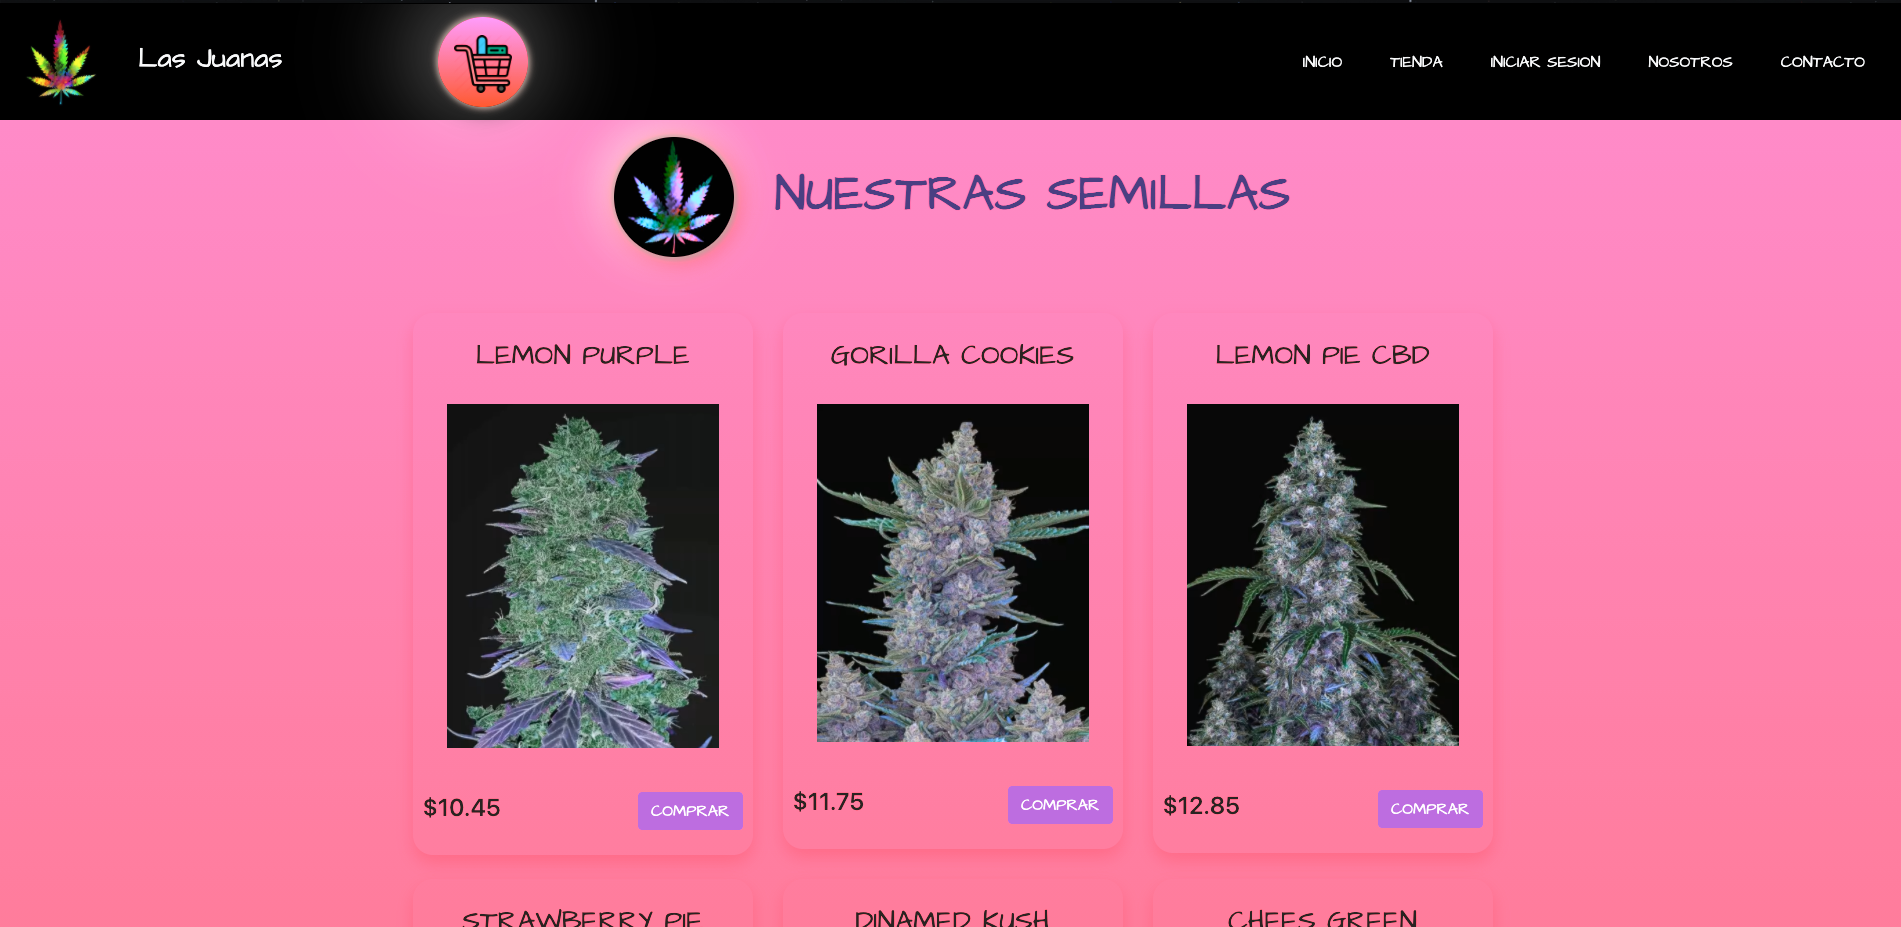 Las Juanas
INICIO
TIENDA
INICIAR SESION
NOSOTROS
CONTACTO
NUESTRAS SEMILLAS
LEMON PURPLE
GORILLA COOKIES
LEMON PIE CBD
$10.45
COMPRAR
$11.75
COMPRAR
$12.85
COMPRAR
STRAWBERRY PIE
DINAMED KUSH
CHEES GREEN